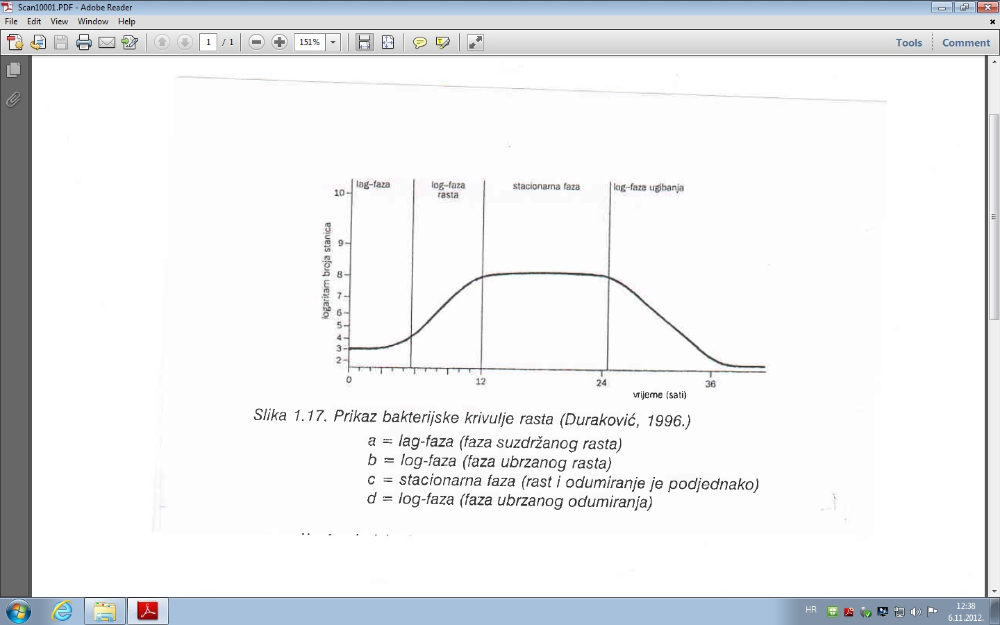 Scan10001.PDF - Adobe Reader
File Edit View Window Help
1 / 1 151% Tools Comment
lag–faza
log–faza
rasta
stacionarna faza
log–faza ugibanja
logaritam broja stanica
10
9
8
7
6
5
4
3
2
0 12 24 36
vrijeme (sati)
Slika 1.17. Prikaz bakterijske krivulje rasta (Duraković, 1996.)
a = lag-faza (faza suzdržanog rasta)
b = log-faza (faza ubrzanog rasta)
c = stacionarna faza (rast i odumiranje je podjednako)
d = log-faza (faza ubrzanog odumiranja)
HR
12:38
6.11.2012.